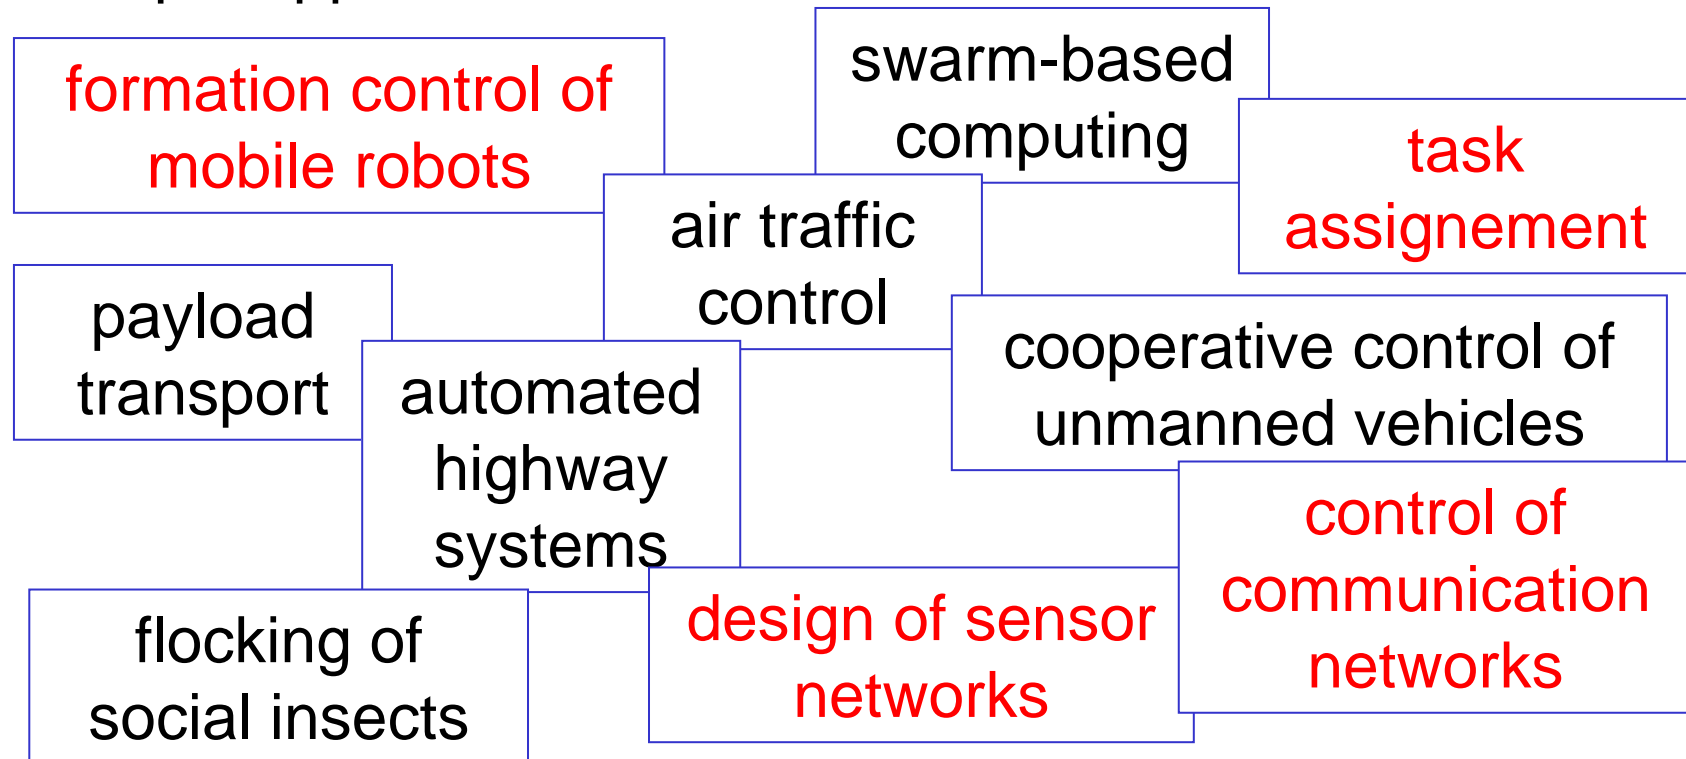 formation control of
mobile robots
swarm-based
computing
task
assignement
air traffic
control
payload
transport
automated
highway
systems
cooperative control of
unmanned vehicles
control of
communication
networks
flocking of
social insects
design of sensor
networks